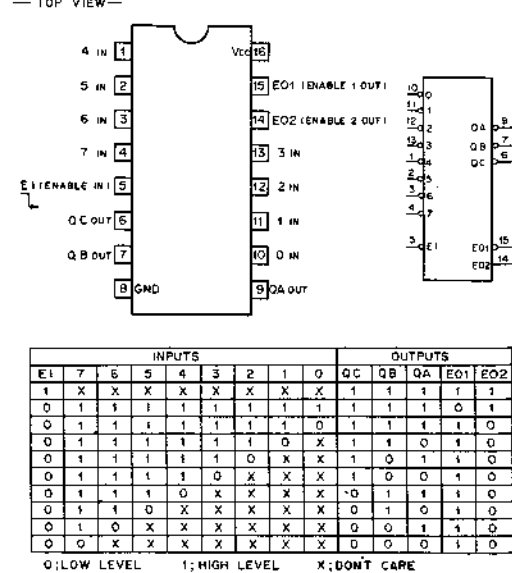 — TOP VIEW —
4 IN 1
VCC 16
5 IN 2
15 EO1 (ENABLE 1 OUT)
6 IN 3
14 EO2 (ENABLE 2 OUT)
7 IN 4
13 3 IN
EI (ENABLE IN) 5
12 2 IN
QC OUT 6
11 1 IN
QB OUT 7
10 0 IN
8 GND
9 QA OUT
10 0
11 1
12 2 QA 9
13 3 QB 7
1 4 QC 6
2 5
3 6
4 7
5 EI EO1 15
EO2 14
INPUTS OUTPUTS
EI 7 6 5 4 3 2 1 0 QC QB QA EO1 EO2
1 X X X X X X X X 1 1 1 1 1
0 1 1 1 1 1 1 1 1 1 1 1 0 1
0 1 1 1 1 1 1 1 0 1 1 1 1 0
0 1 1 1 1 1 1 0 X 1 1 0 1 0
0 1 1 1 1 1 0 X X 1 0 1 1 0
0 1 1 1 1 0 X X X 1 0 0 1 0
0 1 1 1 0 X X X X 0 1 1 1 0
0 1 1 0 X X X X X 0 1 0 1 0
0 1 0 X X X X X X 0 0 1 1 0
0 0 X X X X X X X 0 0 0 1 0
0;LOW LEVEL 1;HIGH LEVEL X;DONT CARE